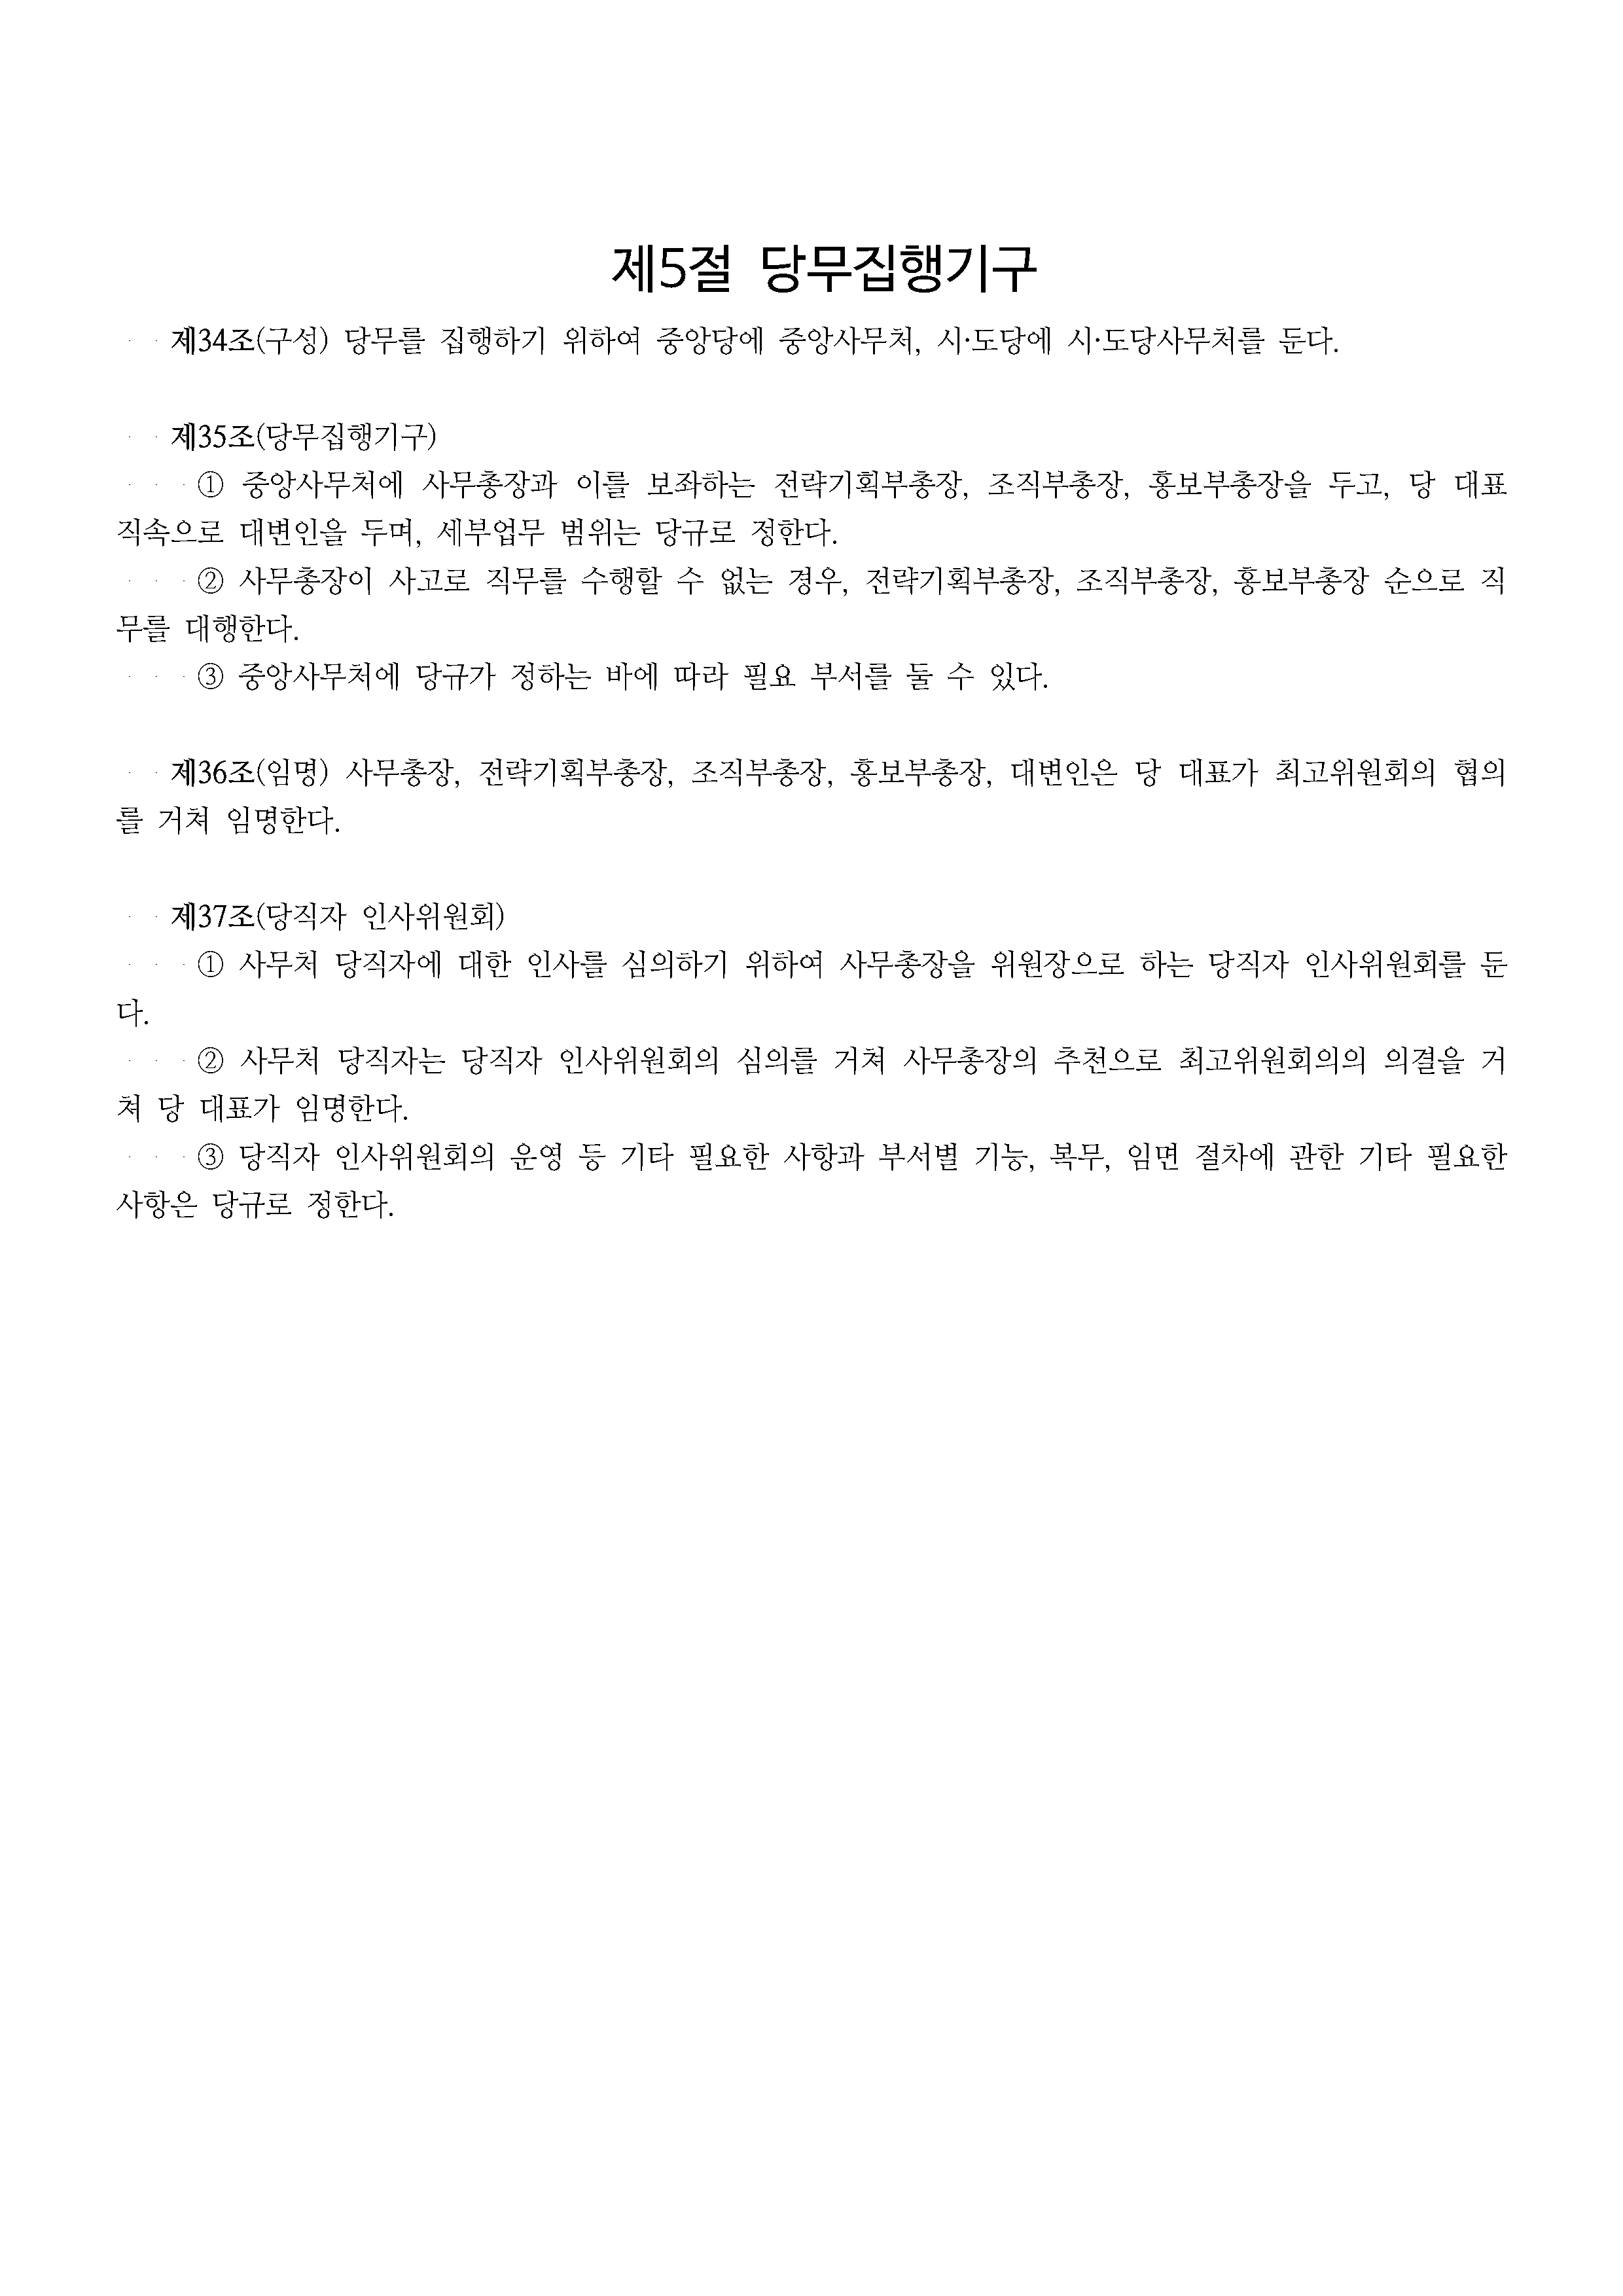 제5절 당무집행기구
제34조(구성) 당무를 집행하기 위하여 중앙당에 중앙사무처, 시·도당에 시·도당사무처를 둔다.
제35조(당무집행기구)
① 중앙사무처에 사무총장과 이를 보좌하는 전략기획부총장, 조직부총장, 홍보부총장을 두고, 당 대표
직속으로 대변인을 두며, 세부업무 범위는 당규로 정한다.
② 사무총장이 사고로 직무를 수행할 수 없는 경우, 전략기획부총장, 조직부총장, 홍보부총장 순으로 직
무를 대행한다.
③ 중앙사무처에 당규가 정하는 바에 따라 필요 부서를 둘 수 있다.
제36조(임명) 사무총장, 전략기획부총장, 조직부총장, 홍보부총장, 대변인은 당 대표가 최고위원회의 협의
를 거쳐 임명한다.
제37조(당직자 인사위원회)
① 사무처 당직자에 대한 인사를 심의하기 위하여 사무총장을 위원장으로 하는 당직자 인사위원회를 둔
다.
② 사무처 당직자는 당직자 인사위원회의 심의를 거쳐 사무총장의 추천으로 최고위원회의의 의결을 거
쳐 당 대표가 임명한다.
③ 당직자 인사위원회의 운영 등 기타 필요한 사항과 부서별 기능, 복무, 임면 절차에 관한 기타 필요한
사항은 당규로 정한다.